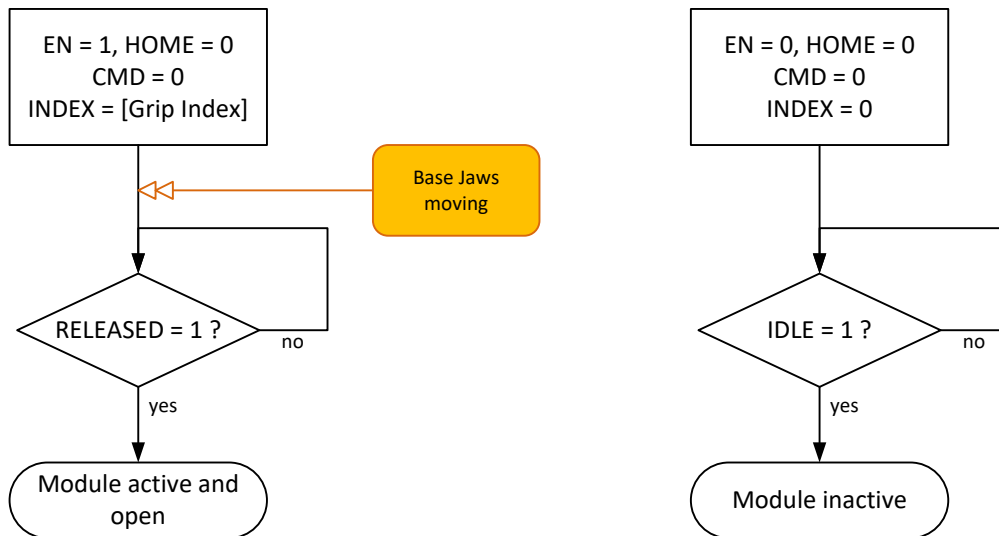 EN = 1, HOME = 0
CMD = 0
INDEX = [Grip Index]
Base Jaws
moving
RELEASED = 1 ?
no
yes
Module active and
open
EN = 0, HOME = 0
CMD = 0
INDEX = 0
IDLE = 1 ?
no
yes
Module inactive